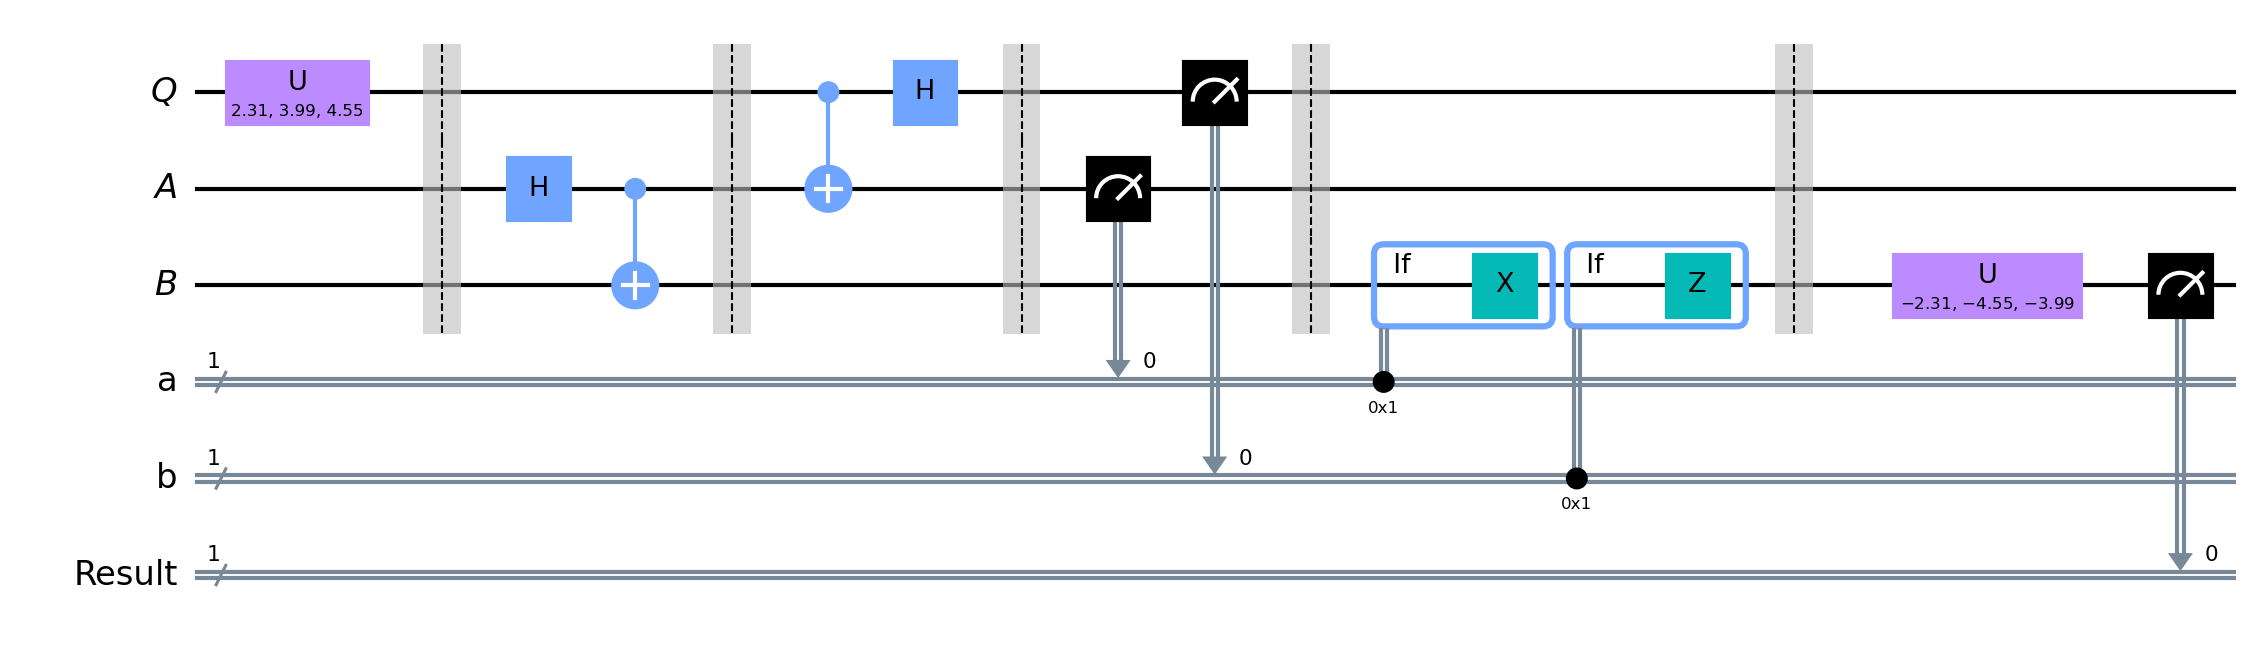 Q
U
2.31, 3.99, 4.55
H
A
H
B
If
X
If
Z
U
−2.31, −4.55, −3.99
a
1
0
0x1
b
1
0
0x1
Result
1
0